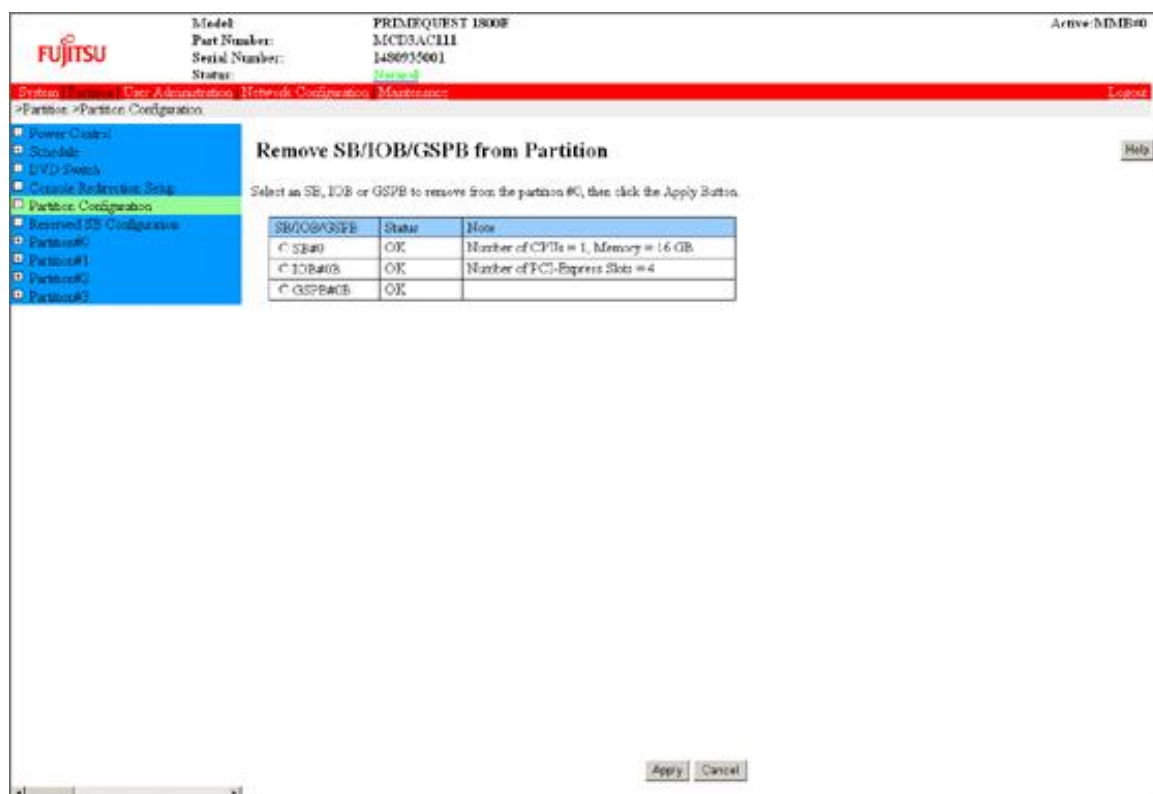 FUJITSU
Model: PRIMEQUEST 1800E
Part Number: MCD3AC111
Serial Number: 1480935001
Status: Normal
Active:MMB#0
System Partition User Administration Network Configuration Maintenance Logout
>Partition >Partition Configuration
Power Control
Schedule
DVD Switch
Console Redirection Setup
Partition Configuration
Reserved SB Configuration
Partition#0
Partition#1
Partition#2
Partition#3
Remove SB/IOB/GSPB from Partition
Help
Select an SB, IOB or GSPB to remove from the partition #0, then click the Apply Button.
SB/IOB/GSPB Status Note
SB#0 OK Number of CPUs = 1, Memory = 16 GB
IOB#0B OK Number of PCI-Express Slots = 4
GSPB#0B OK
Apply Cancel